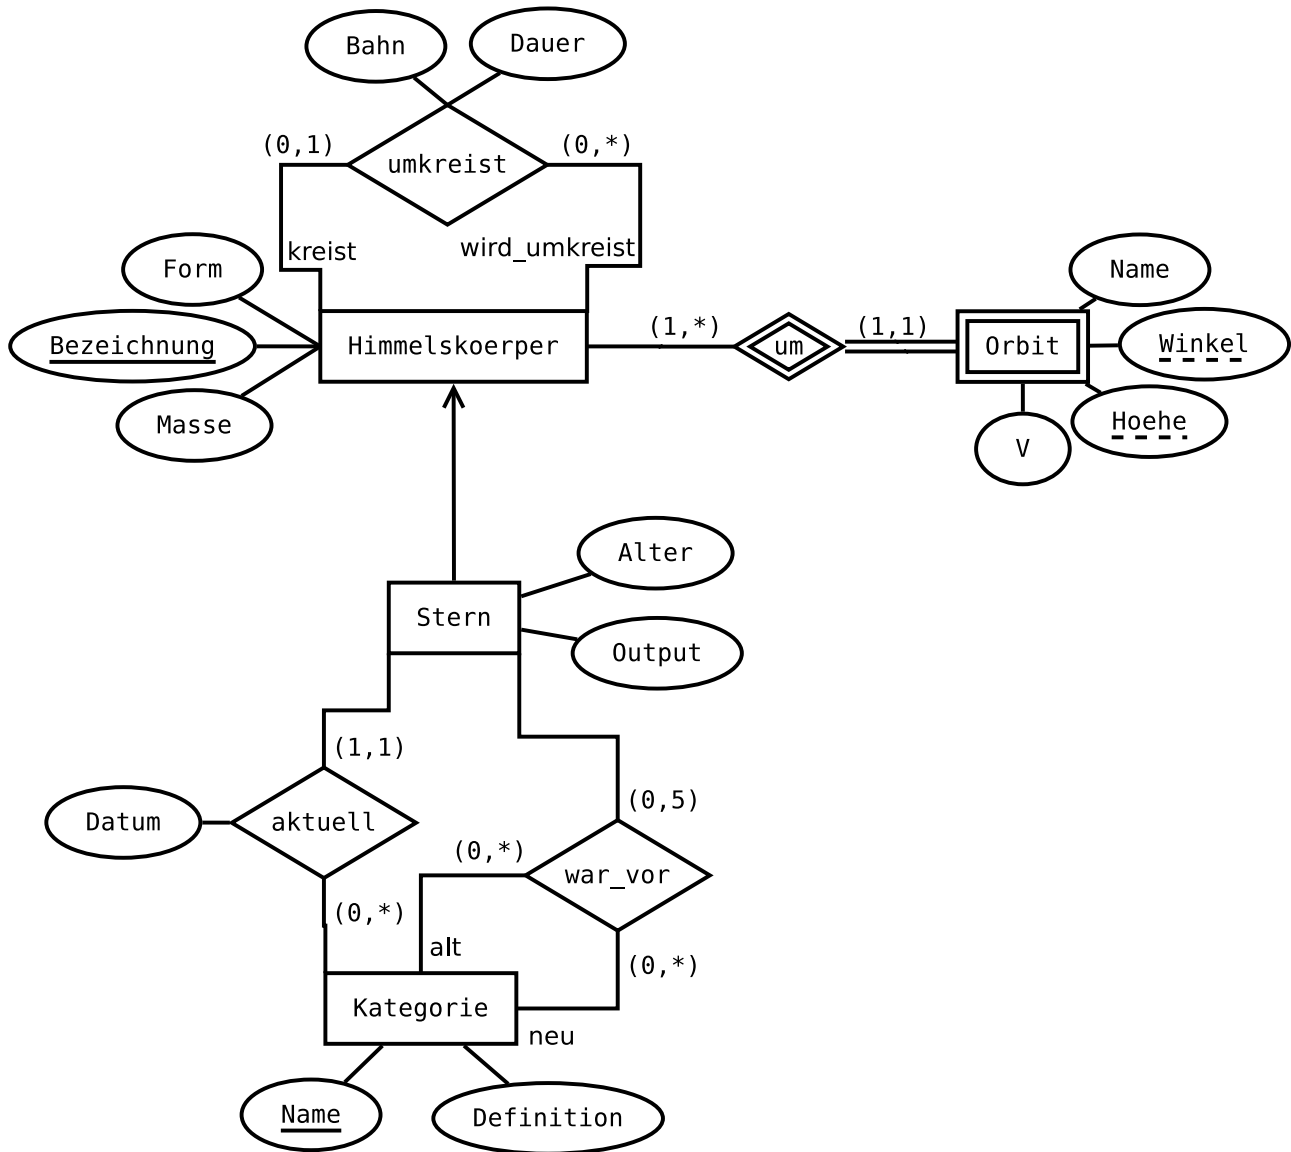 Bahn
Dauer
(0,1)
umkreist
(0,*)
kreist
wird_umkreist
Form
Bezeichnung
Masse
Himmelskoerper
(1,*)
um
(1,1)
Orbit
Name
Winkel
Hoehe
V
Alter
Stern
Output
(1,1)
Datum
aktuell
(0,5)
(0,*)
war_vor
(0,*)
alt
(0,*)
Kategorie
neu
Name
Definition